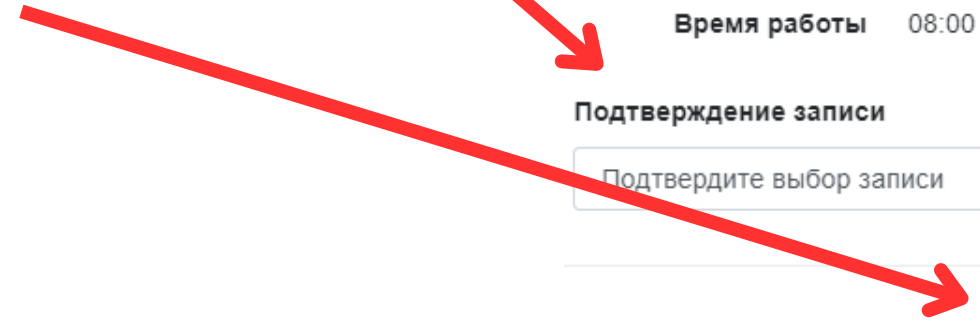 Время работы 08:00
Подтверждение записи
Подтвердите выбор записи